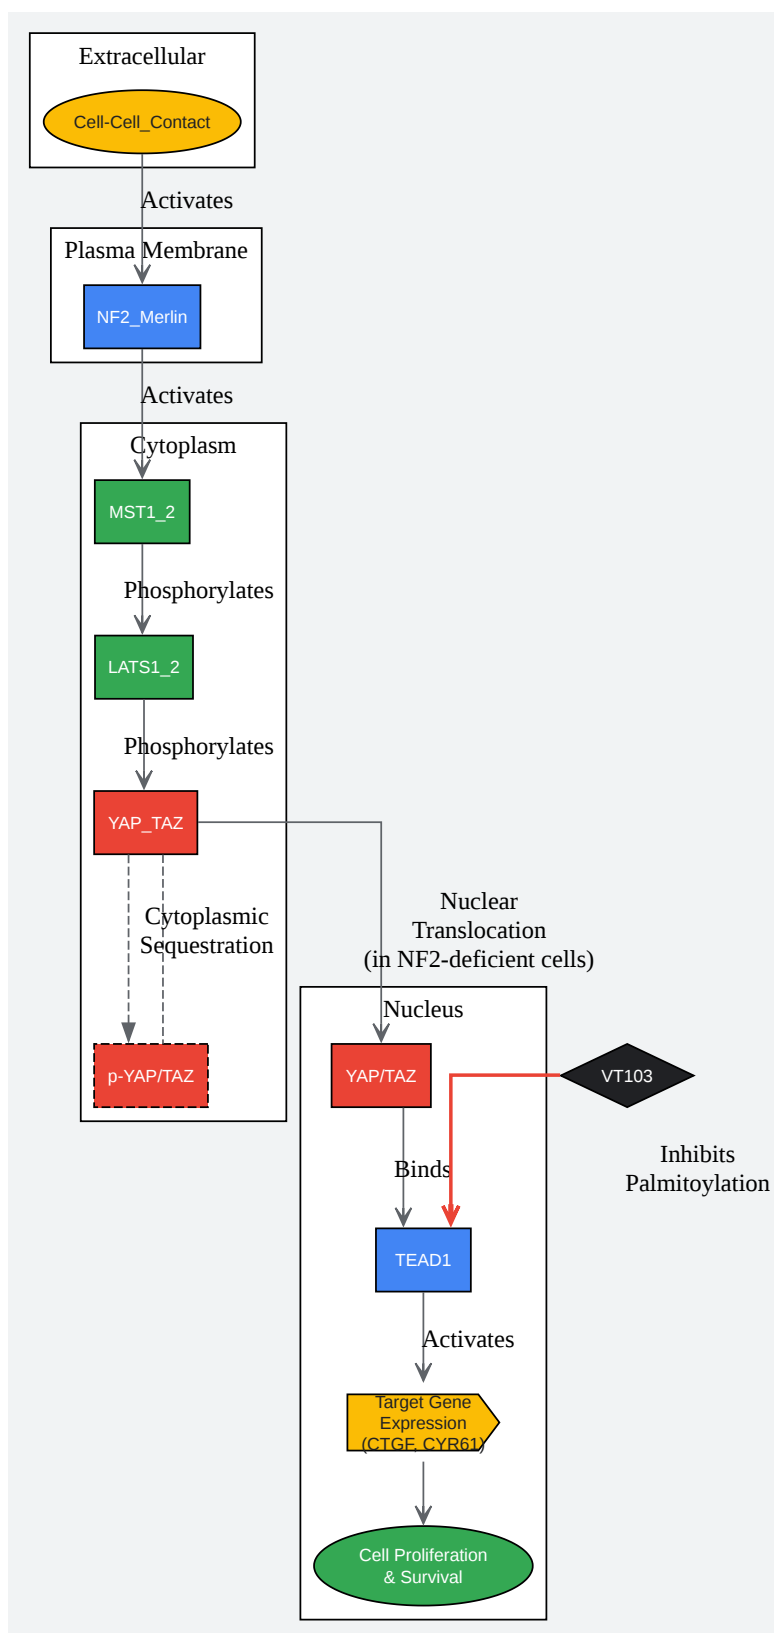 Extracellular
Cell-Cell_Contact
Activates
Plasma Membrane
NF2_Merlin
Activates
Cytoplasm
MST1_2
Phosphorylates
LATS1_2
Phosphorylates
YAP_TAZ
Cytoplasmic
Sequestration
Nuclear
Translocation
(in NF2-deficient cells)
Nucleus
p-YAP/TAZ
YAP/TAZ
VT103
Binds
Inhibits
Palmitoylation
TEAD1
Activates
Target Gene
Expression
(CTGF, CYR61)
Cell Proliferation
& Survival